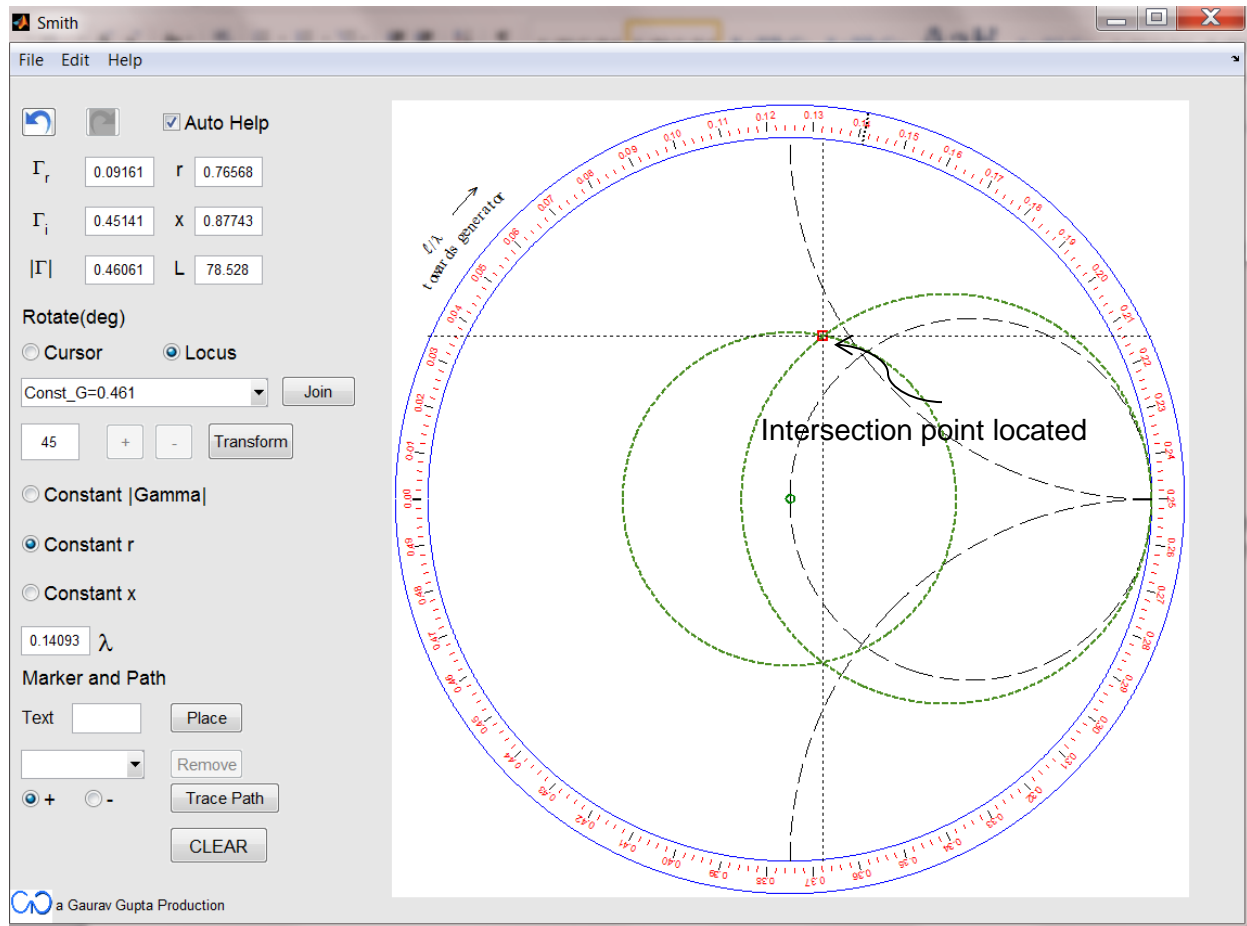 Smith
File Edit Help
Auto Help
Γr 0.09161 r 0.76568
Γi 0.45141 x 0.87743
|Γ| 0.46061 L 78.528
Rotate(deg)
Cursor Locus
Const_G=0.461 Join
45 + - Transform
Constant |Gamma|
Constant r
Constant x
0.14093 λ
Marker and Path
Text Place
Remove
+ - Trace Path
CLEAR
a Gaurav Gupta Production
ℓ/λ
towards generator
0.00
0.01
0.02
0.03
0.04
0.05
0.06
0.07
0.08
0.09
0.10
0.11
0.12
0.13
0.14
0.15
0.16
0.17
0.18
0.19
0.20
0.21
0.22
0.23
0.24
0.25
0.26
0.27
0.28
0.29
0.30
0.31
0.32
0.33
0.34
0.35
0.36
0.37
0.38
0.39
0.40
0.41
0.42
0.43
0.44
0.45
0.46
0.47
0.48
0.49
Intersection point located